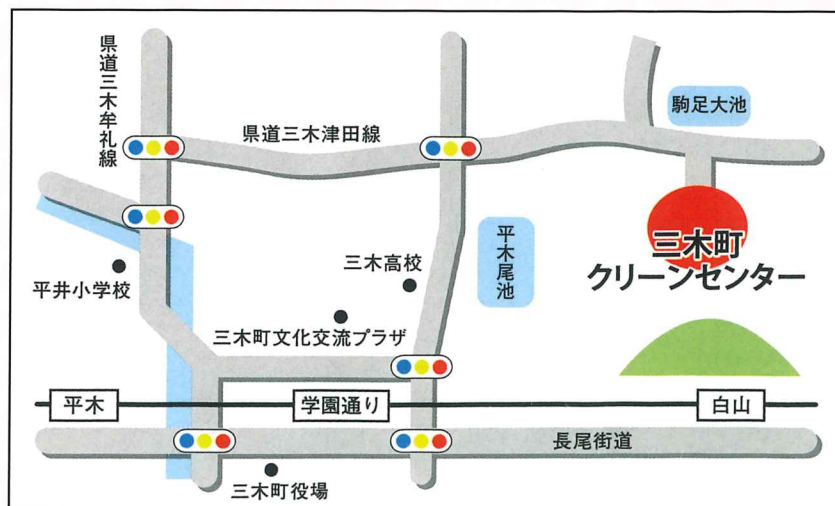 県道三木牟礼線
県道三木津田線
駒足大池
平木尾池
三木町
クリーンセンター
三木高校
平井小学校
三木町文化交流プラザ
平木
学園通り
白山
長尾街道
三木町役場